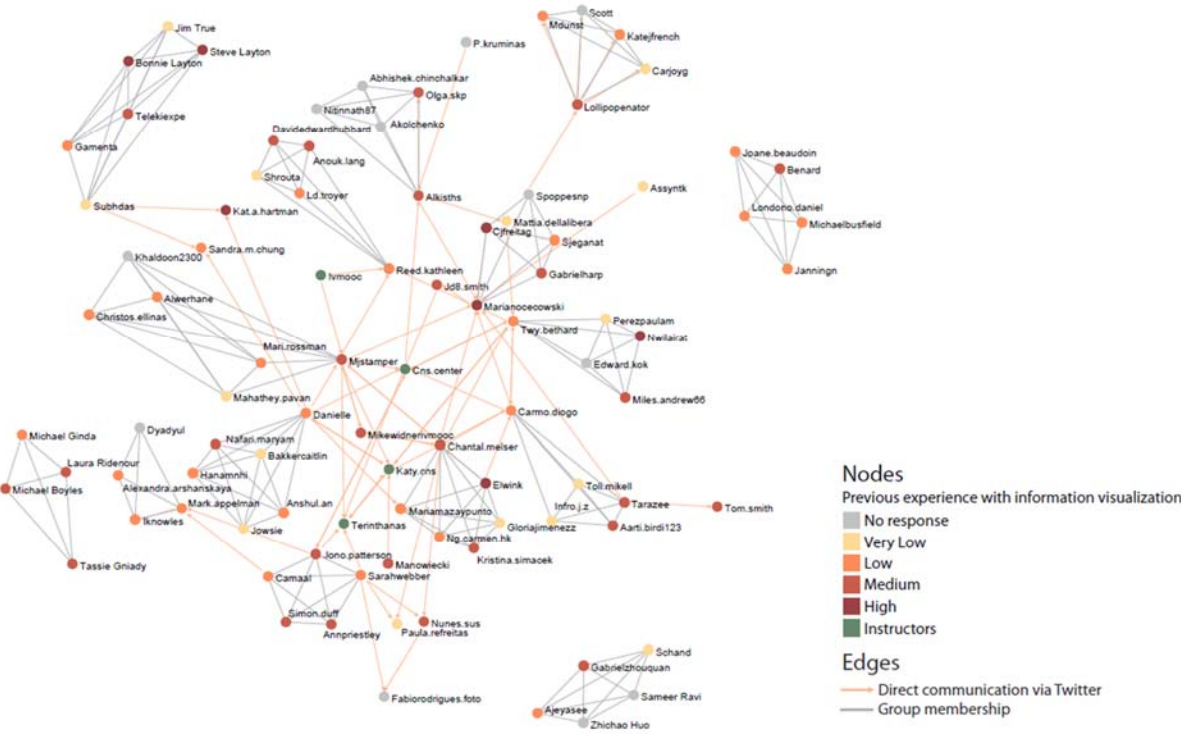 Jim True
Steve Layton
Bonnie Layton
Telekiexpe
Gamenta
Subhdas
P.kruminas
Scott
Mdunst
Katejfrench
Carjoyg
Lollipopenator
Abhishek.chinchalkar
Olga.skp
Nitinnath87
Akolchenko
Davidedwardhubbard
Anouk.lang
Shrouta
Ld.troyer
Alkisths
Kat.a.hartman
Sandra.m.chung
Spoppesnp
Assyntk
Mattia.dellalibera
Cjfreitag
Sjeganat
Gabrielharp
Joane.beaudoin
Benard
Londono.daniel
Michaelbusfield
Janningn
Khaldoon2300
Alwerhane
Christos.ellinas
Ivmooc
Reed.kathleen
Jd8.smith
Marianocecowski
Twy.bethard
Perezpaulam
Nwilairat
Edward.kok
Miles.andrew66
Mari.rossman
Mjstamper
Cns.center
Mahathey.pavan
Danielle
Carmo.diogo
Michael Ginda
Dyadyul
Nafari.maryam
Bakkercaitlin
Mikewidnerivmooc
Chantal.melser
Laura Ridenour
Michael Boyles
Alexandra.arshanskaya
Hanamnhi
Katy.cns
Elwink
Toll.mikell
Mark.appelman
Anshul.an
Mariamazaypunto
Infro.j.z
Tarazee
Tom.smith
Iknowles
Jowsie
Terinthanas
Gloriajimenezz
Aarti.birdi123
Ng.carmen.hk
Kristina.simacek
Tassie Gniady
Jono.patterson
Manowiecki
Camaal
Sarahwebber
Simon.duff
Annpriestley
Paula.refreitas
Nunes.sus
Fabiorodrigues.foto
Schand
Gabrielzhouquan
Sameer Ravi
Ajeyasee
Zhichao Huo
Nodes
Previous experience with information visualization
No response
Very Low
Low
Medium
High
Instructors
Edges
Direct communication via Twitter
Group membership